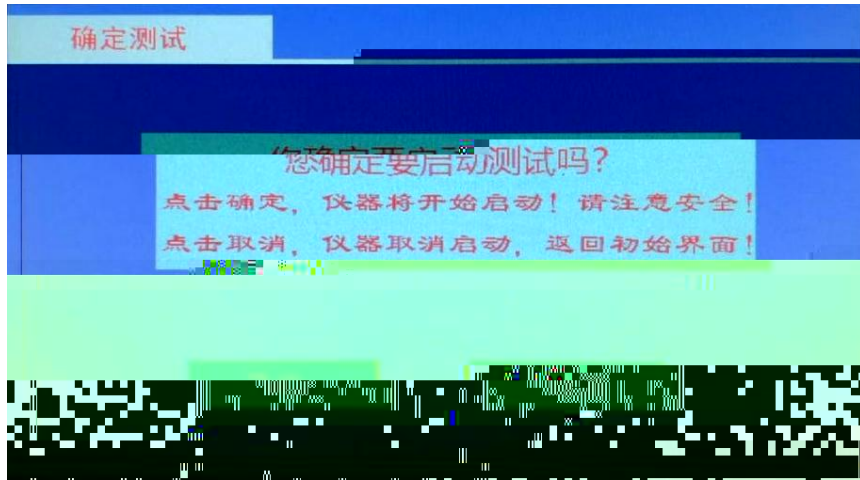 确定测试
您确定要启动测试吗?
点击确定，仪器将开始启动！请注意安全！
点击取消，仪器取消启动，返回初始界面！